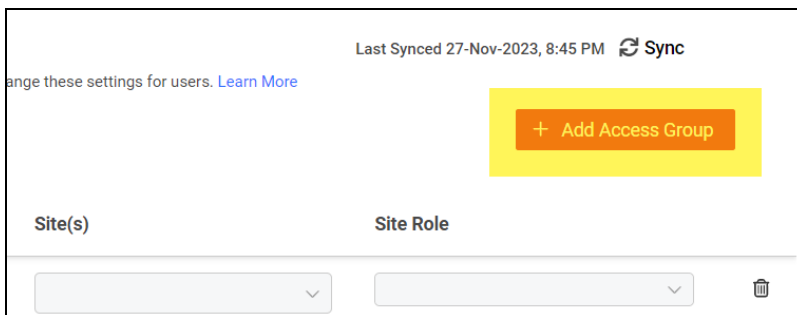 Last Synced 27-Nov-2023, 8:45 PM Sync
ange these settings for users. Learn More
+ Add Access Group
Site(s) Site Role